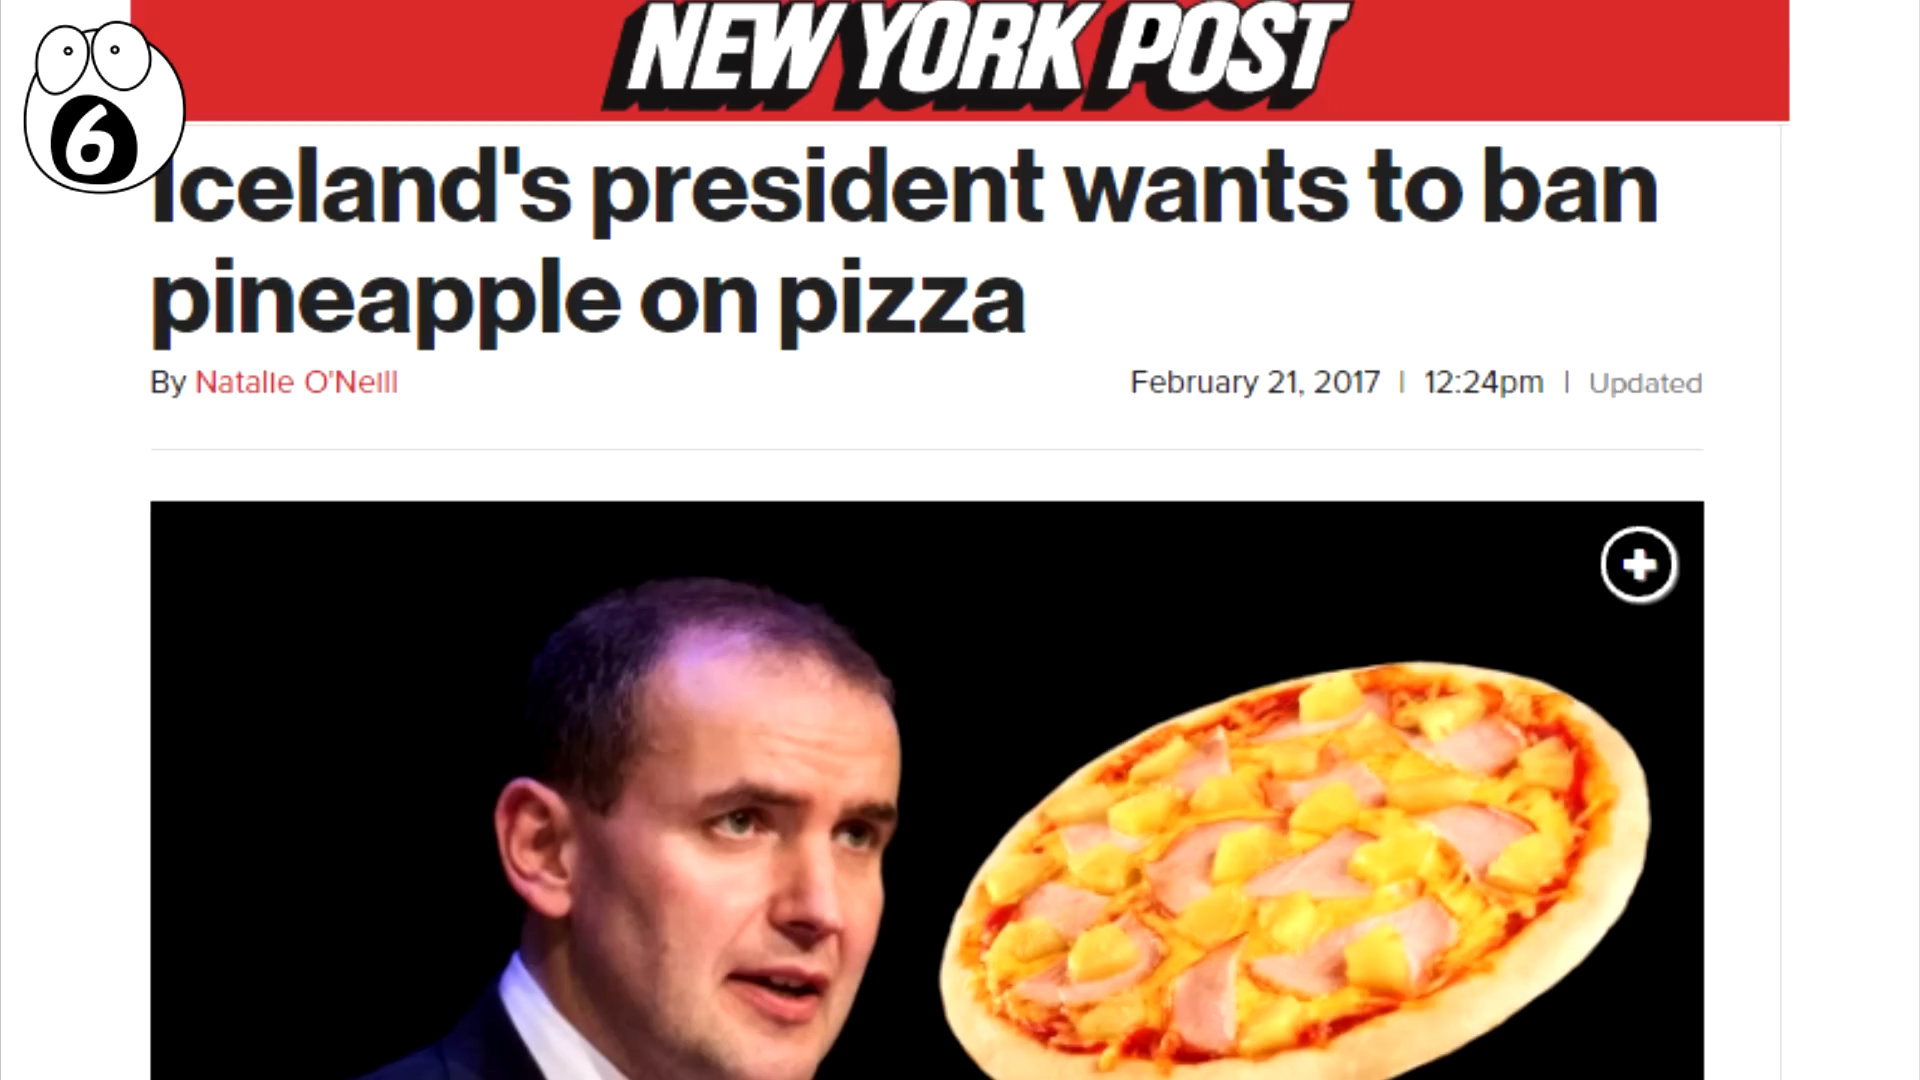 NEW YORK POST
6
Iceland's president wants to ban
pineapple on pizza
By Natalie O'Neill
February 21, 2017 | 12:24pm | Updated